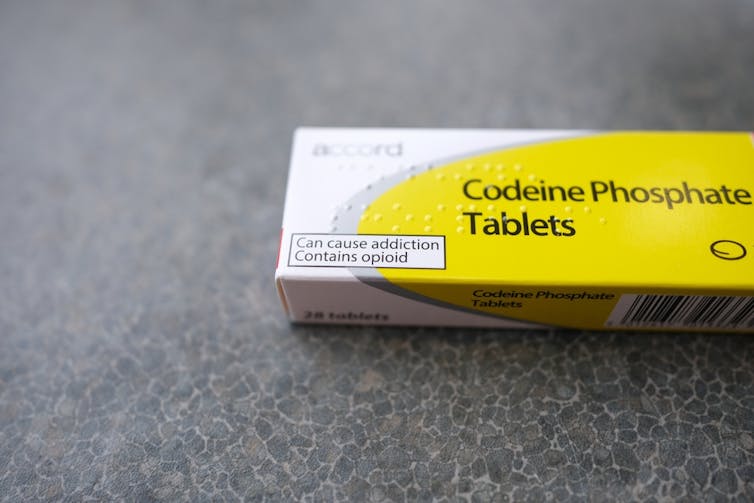 accord
Codeine Phosphate
Tablets
Can cause addiction
Contains opioid
Codeine Phosphate
Tablets
28 tablets